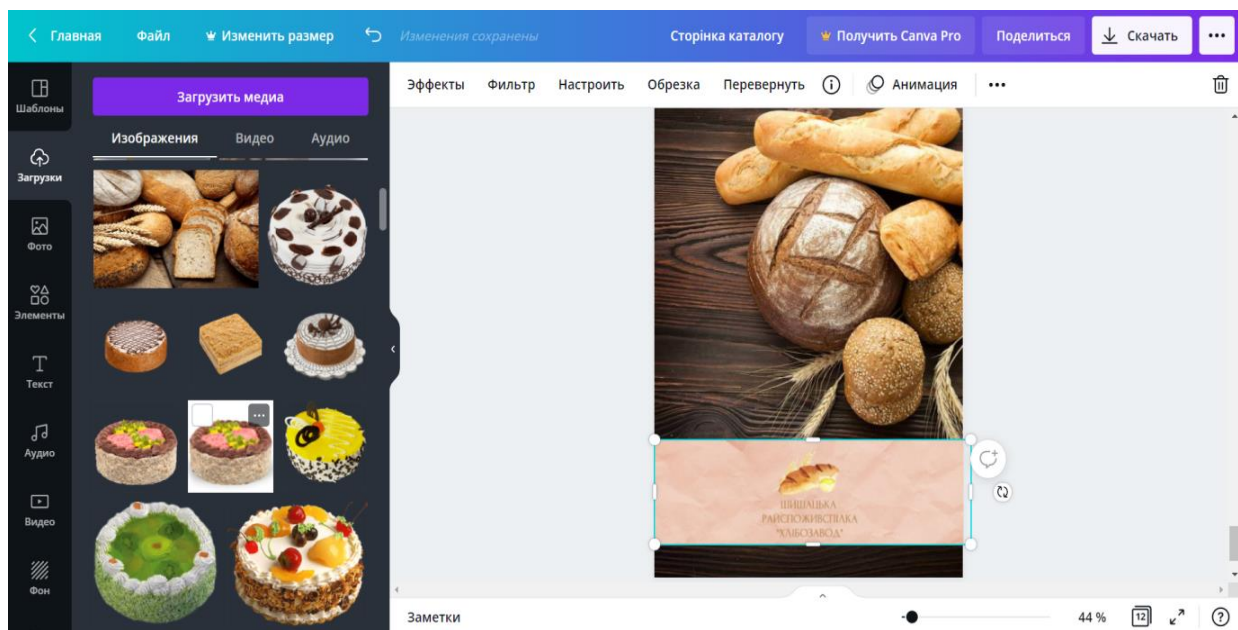 Главная Файл Изменить размер Изменения сохранены Сторінка каталогу Получить Canva Pro Поделиться Скачать
Шаблоны
Загрузки
Фото
Элементы
Текст
Аудио
Видео
Фон
Загрузить медиа
Изображения Видео Аудио
Эффекты Фильтр Настроить Обрезка Перевернуть Анимация
ШИШАЦЬКА
РАЙСПОЖИВСПІЛКА
"ХЛІБОЗАВОД"
Заметки 44 % 12